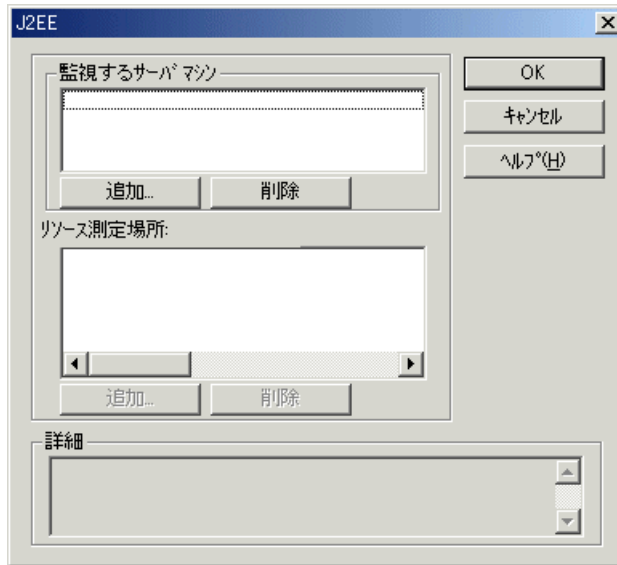 J2EE
監視するサーバ マシン
OK
キャンセル
ヘルプ(H)
追加...
削除
リソース測定場所:
追加...
削除
詳細